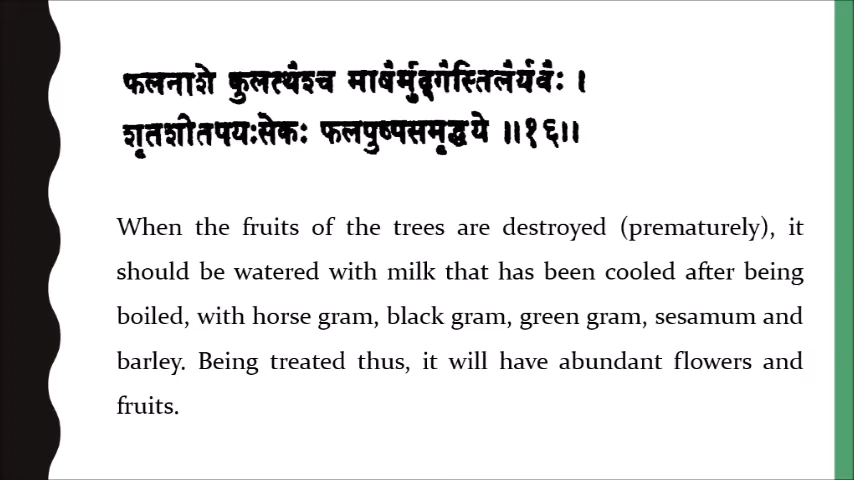 फलनाशे कुलत्थैश्च माषैर्मुद्गैस्तिलैर्यवैः ।
शृतशीतपयःसेकः फलपुष्पसमृद्धये ॥१६॥
When the fruits of the trees are destroyed (prematurely), it
should be watered with milk that has been cooled after being
boiled, with horse gram, black gram, green gram, sesamum and
barley. Being treated thus, it will have abundant flowers and
fruits.